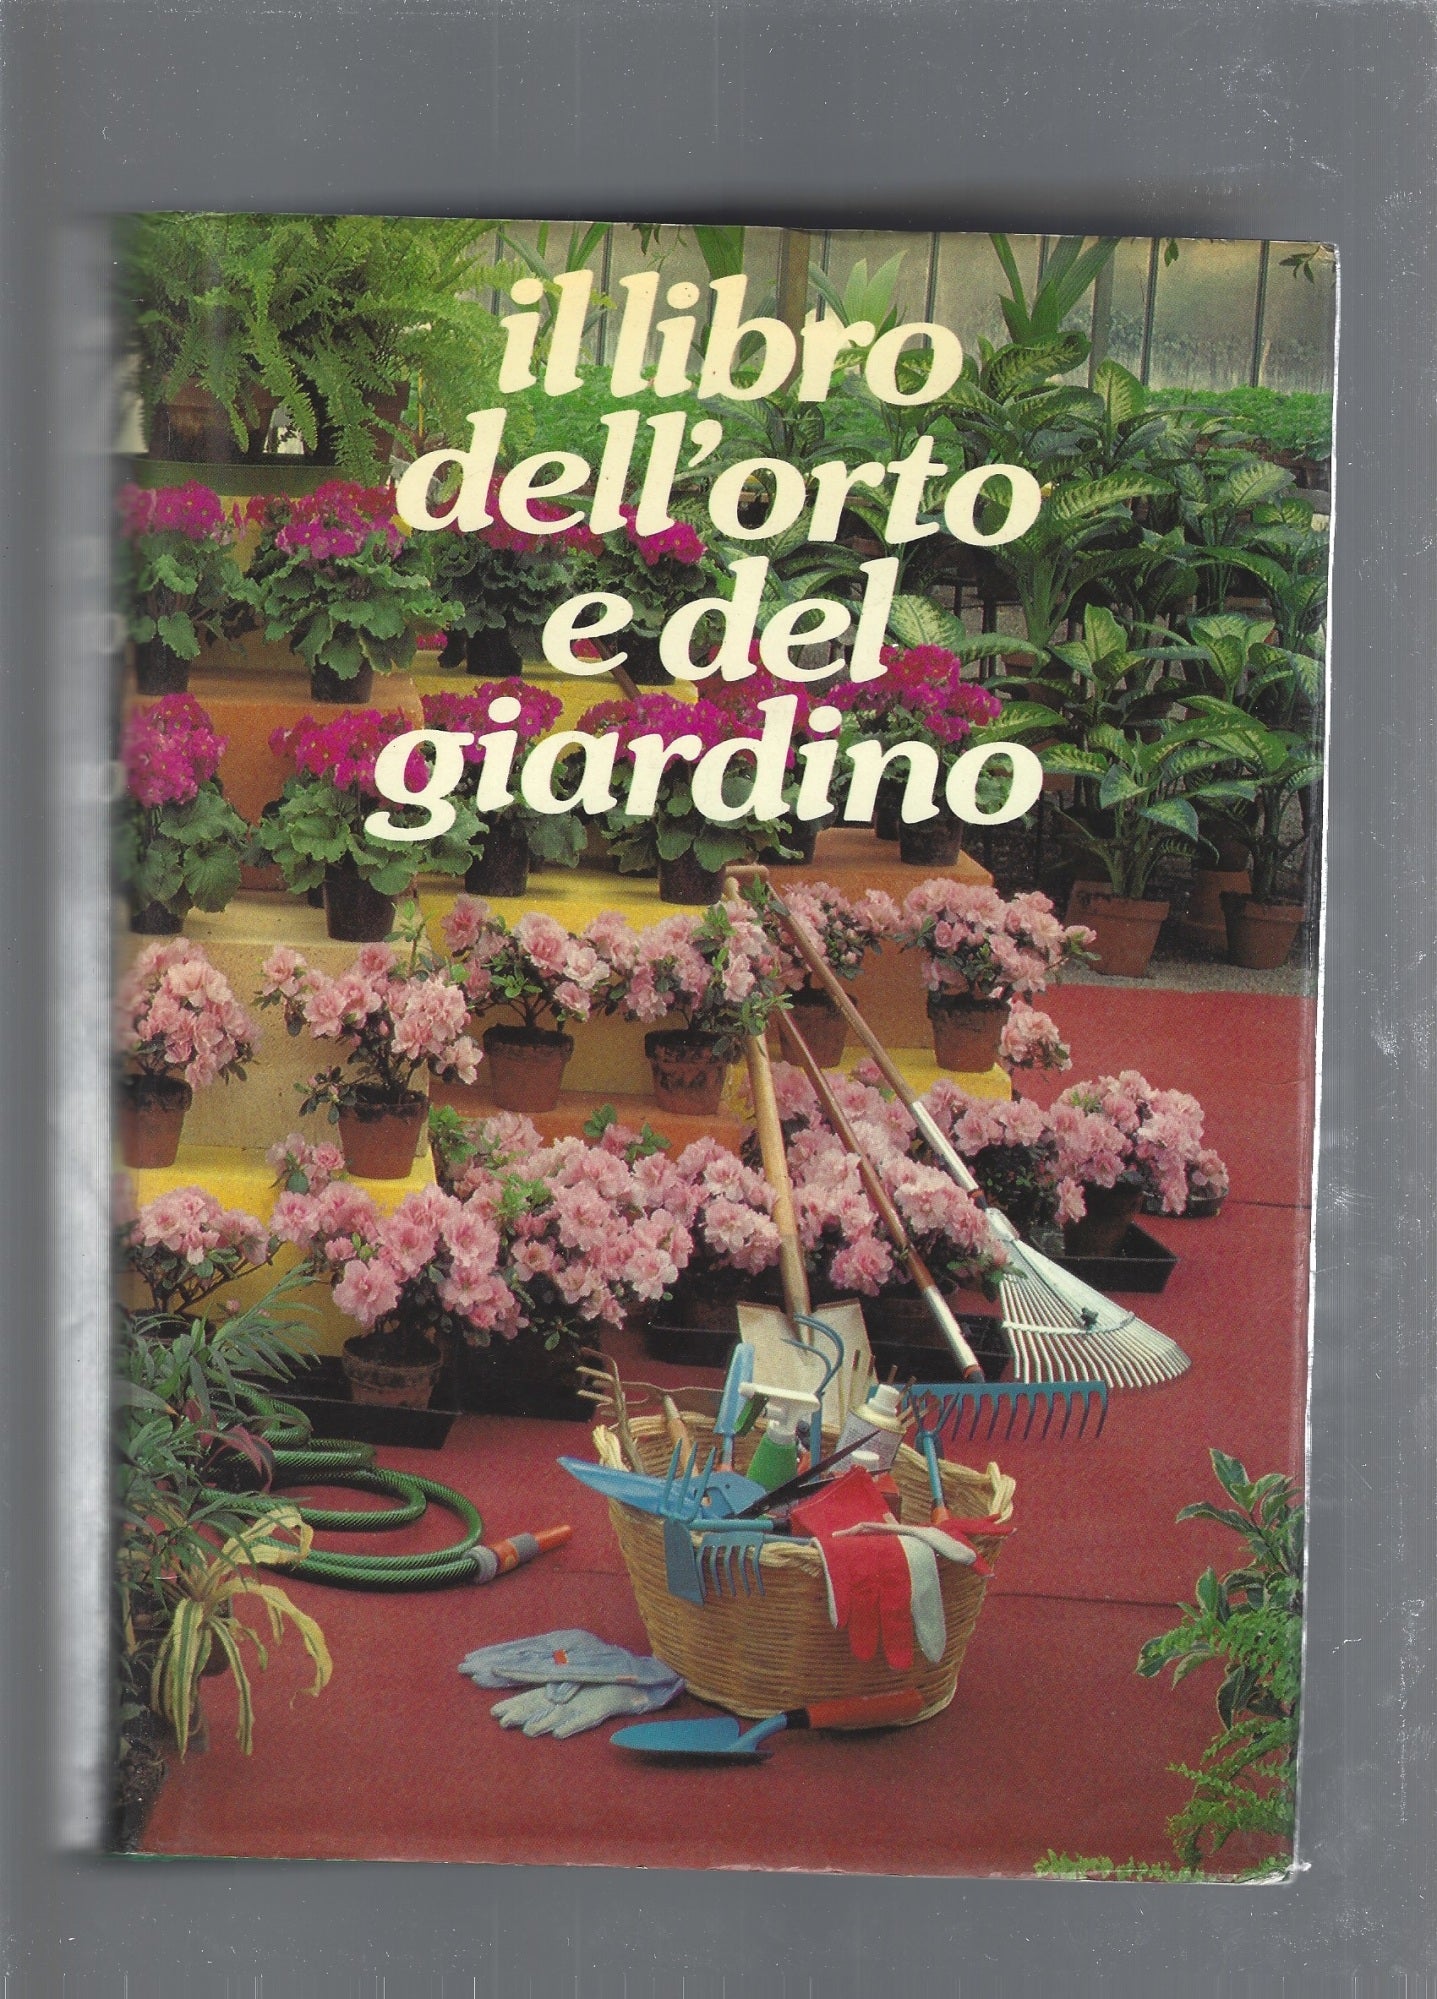 il libro
dell'orto
e del
giardino